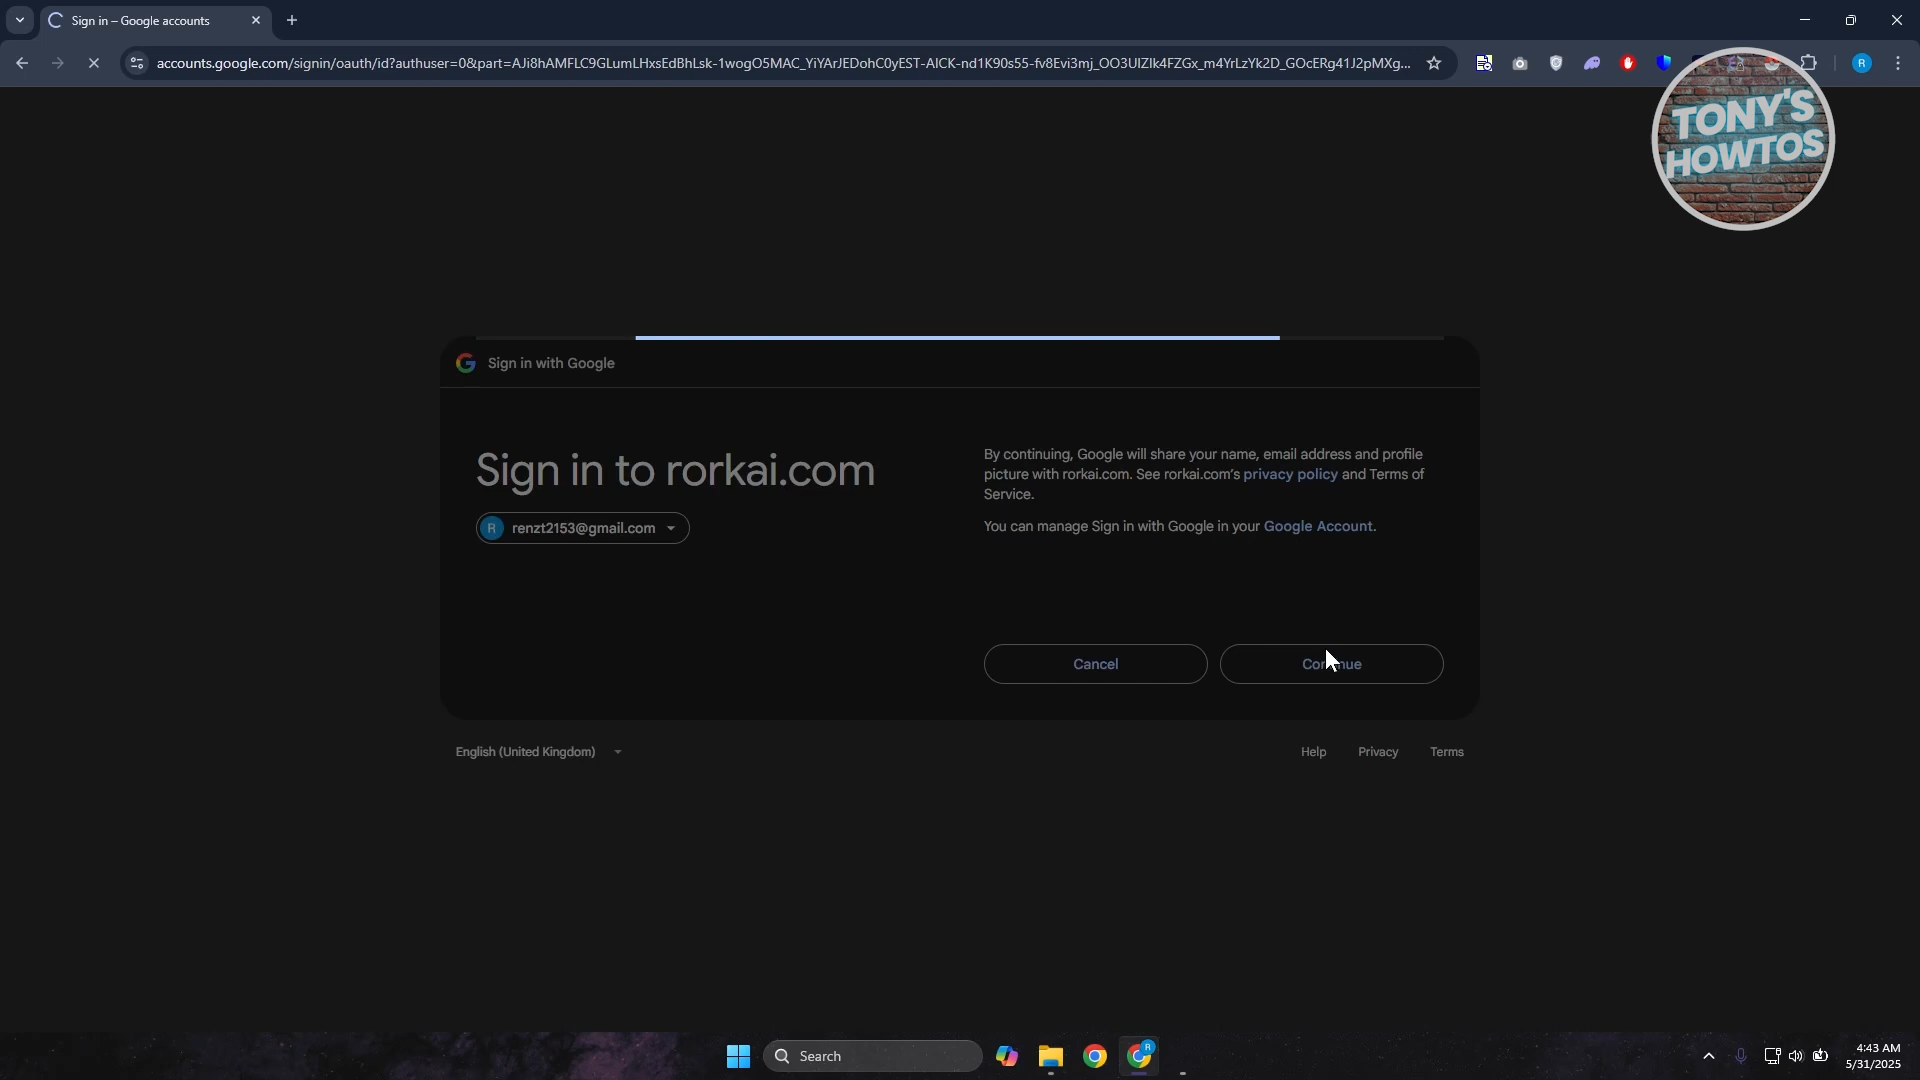 Sign in – Google accounts
accounts.google.com/signin/oauth/id?authuser=0&part=AJi8hAMFLC9GLumLHxsEdBhLsk-1wogO5MAC_YiYArJEDohC0yEST-AlCK-nd1K90s55-fv8Evi3mj_OO3UIZIk4FZGx_m4YrLzYk2D_GOcERg41J2pMXg...
R
TONY'S
HOWTOS
Sign in with Google
Sign in to rorkai.com
R renzt2153@gmail.com
By continuing, Google will share your name, email address and profile
picture with rorkai.com. See rorkai.com's privacy policy and Terms of
Service.
You can manage Sign in with Google in your Google Account.
Cancel
Continue
English (United Kingdom)
Help
Privacy
Terms
Search
R
4:43 AM
5/31/2025